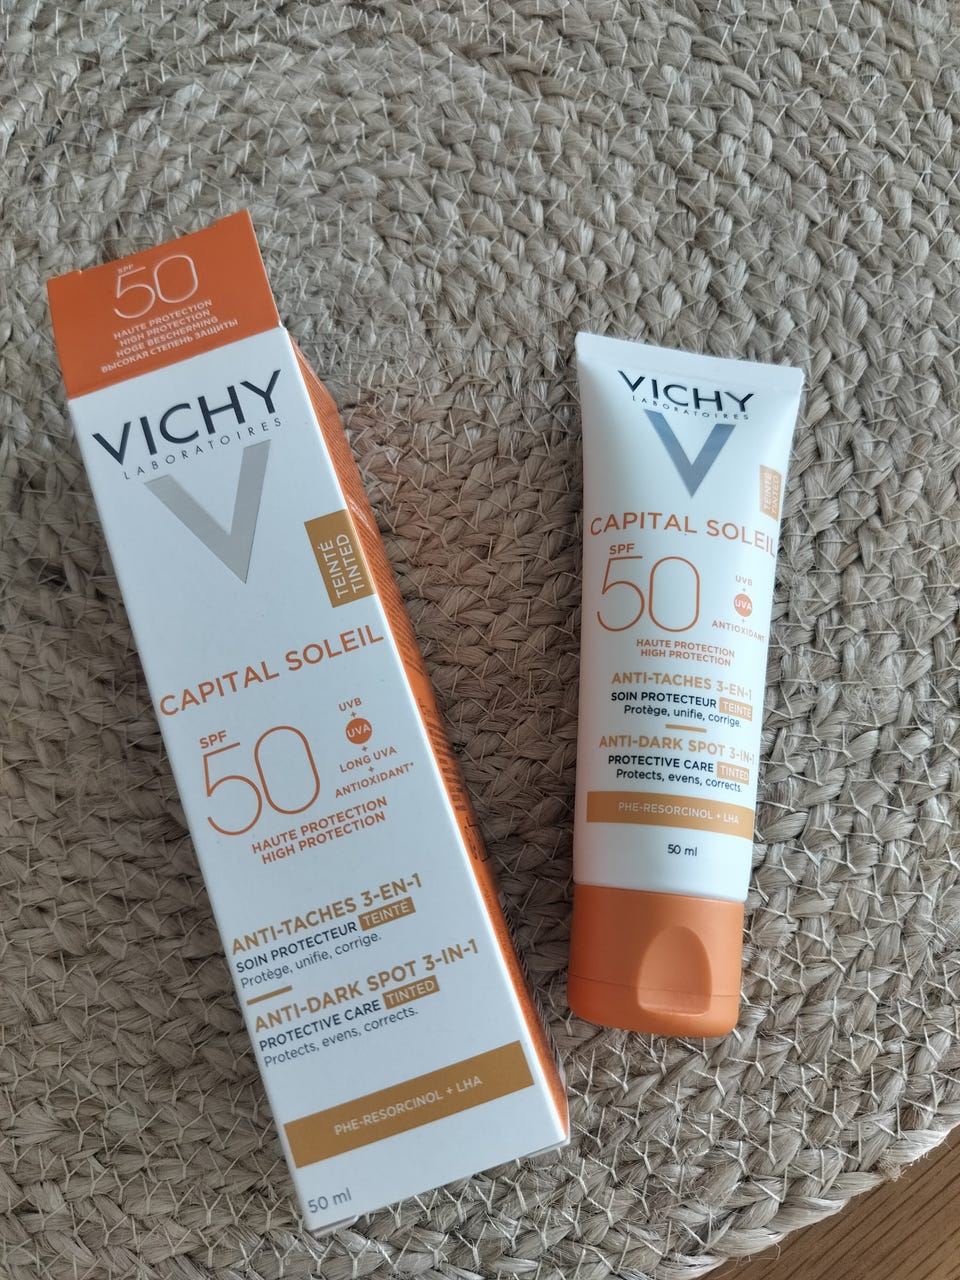 SPF
50
HAUTE PROTECTION
HIGH PROTECTION
HOGE BESCHERMING
ВЫСОКАЯ СТЕПЕНЬ ЗАЩИТЫ
VICHY
LABORATOIRES
TEINTÉ
TINTED
CAPITAL SOLEIL
SPF
50
UVB
+
UVA
+
LONG UVA
+
ANTIOXIDANT*
HAUTE PROTECTION
HIGH PROTECTION
ANTI-TACHES 3-EN-1
SOIN PROTECTEUR TEINTÉ
Protège, unifie, corrige.
ANTI-DARK SPOT 3-IN-1
PROTECTIVE CARE TINTED
Protects, evens, corrects.
PHE-RESORCINOL + LHA
50 ml
VICHY
LABORATOIRES
TEINTÉ
TINTED
CAPITAL SOLEIL
SPF
50
UVB
+
UVA
+
ANTIOXIDANT
HAUTE PROTECTION
HIGH PROTECTION
ANTI-TACHES 3-EN-1
SOIN PROTECTEUR TEINTÉ
Protège, unifie, corrige.
ANTI-DARK SPOT 3-IN-1
PROTECTIVE CARE TINTED
Protects, evens, corrects.
PHE-RESORCINOL + LHA
50 ml